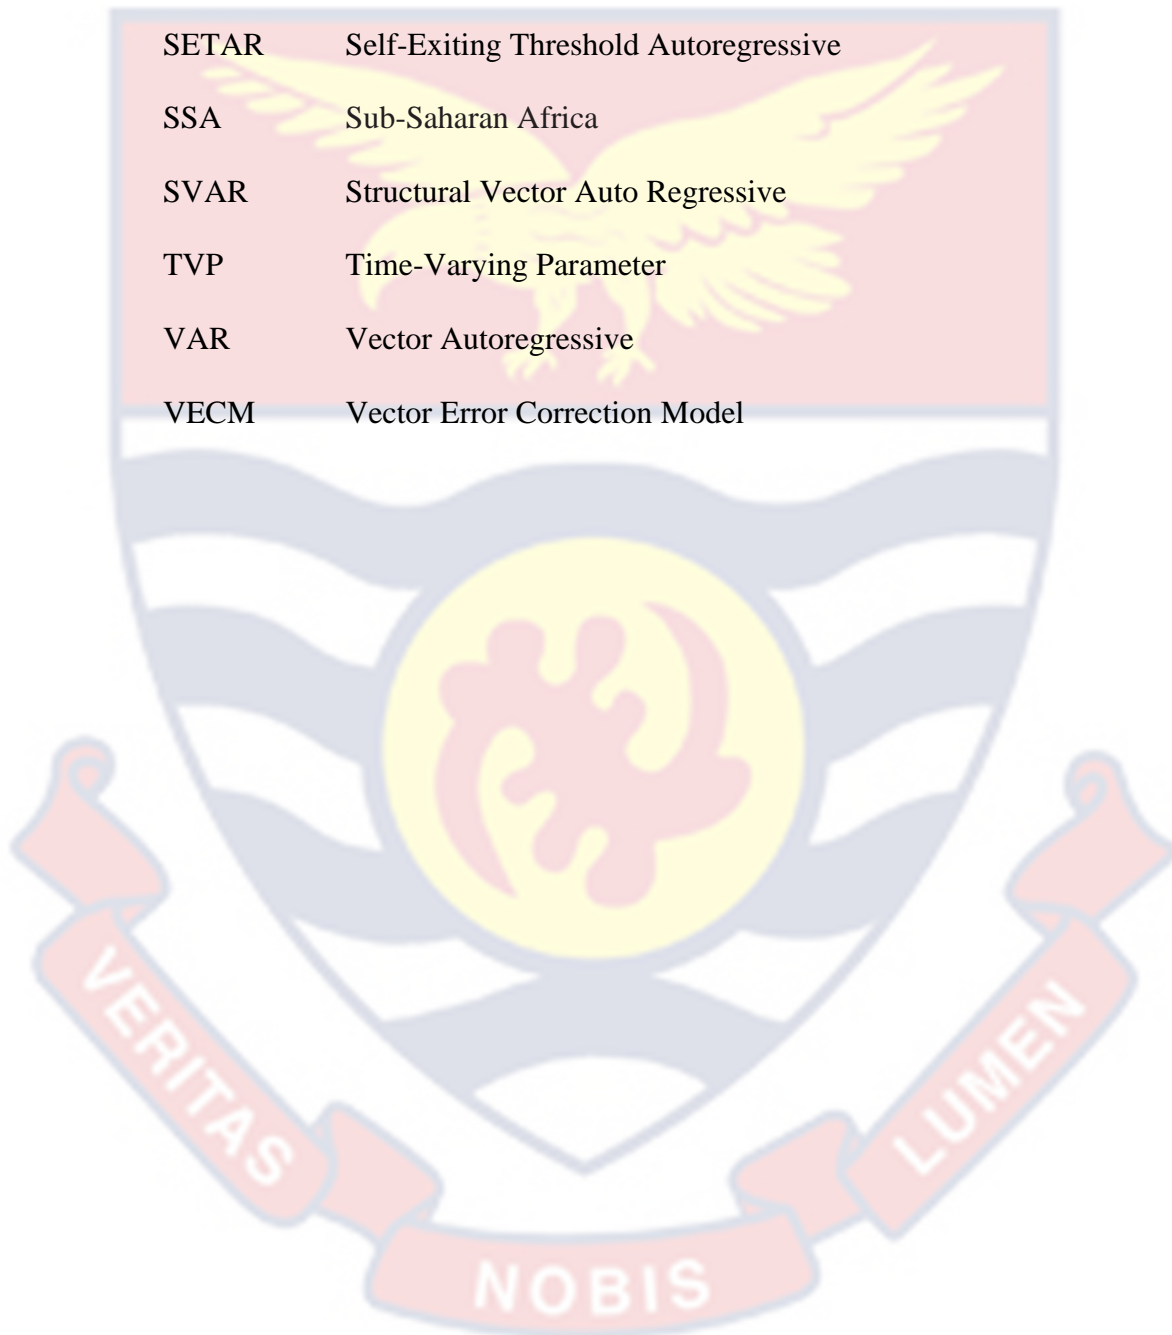 SETAR Self-Exiting Threshold Autoregressive
SSA Sub-Saharan Africa
SVAR Structural Vector Auto Regressive
TVP Time-Varying Parameter
VAR Vector Autoregressive
VECM Vector Error Correction Model
VERITAS
NOBIS
LUMEN